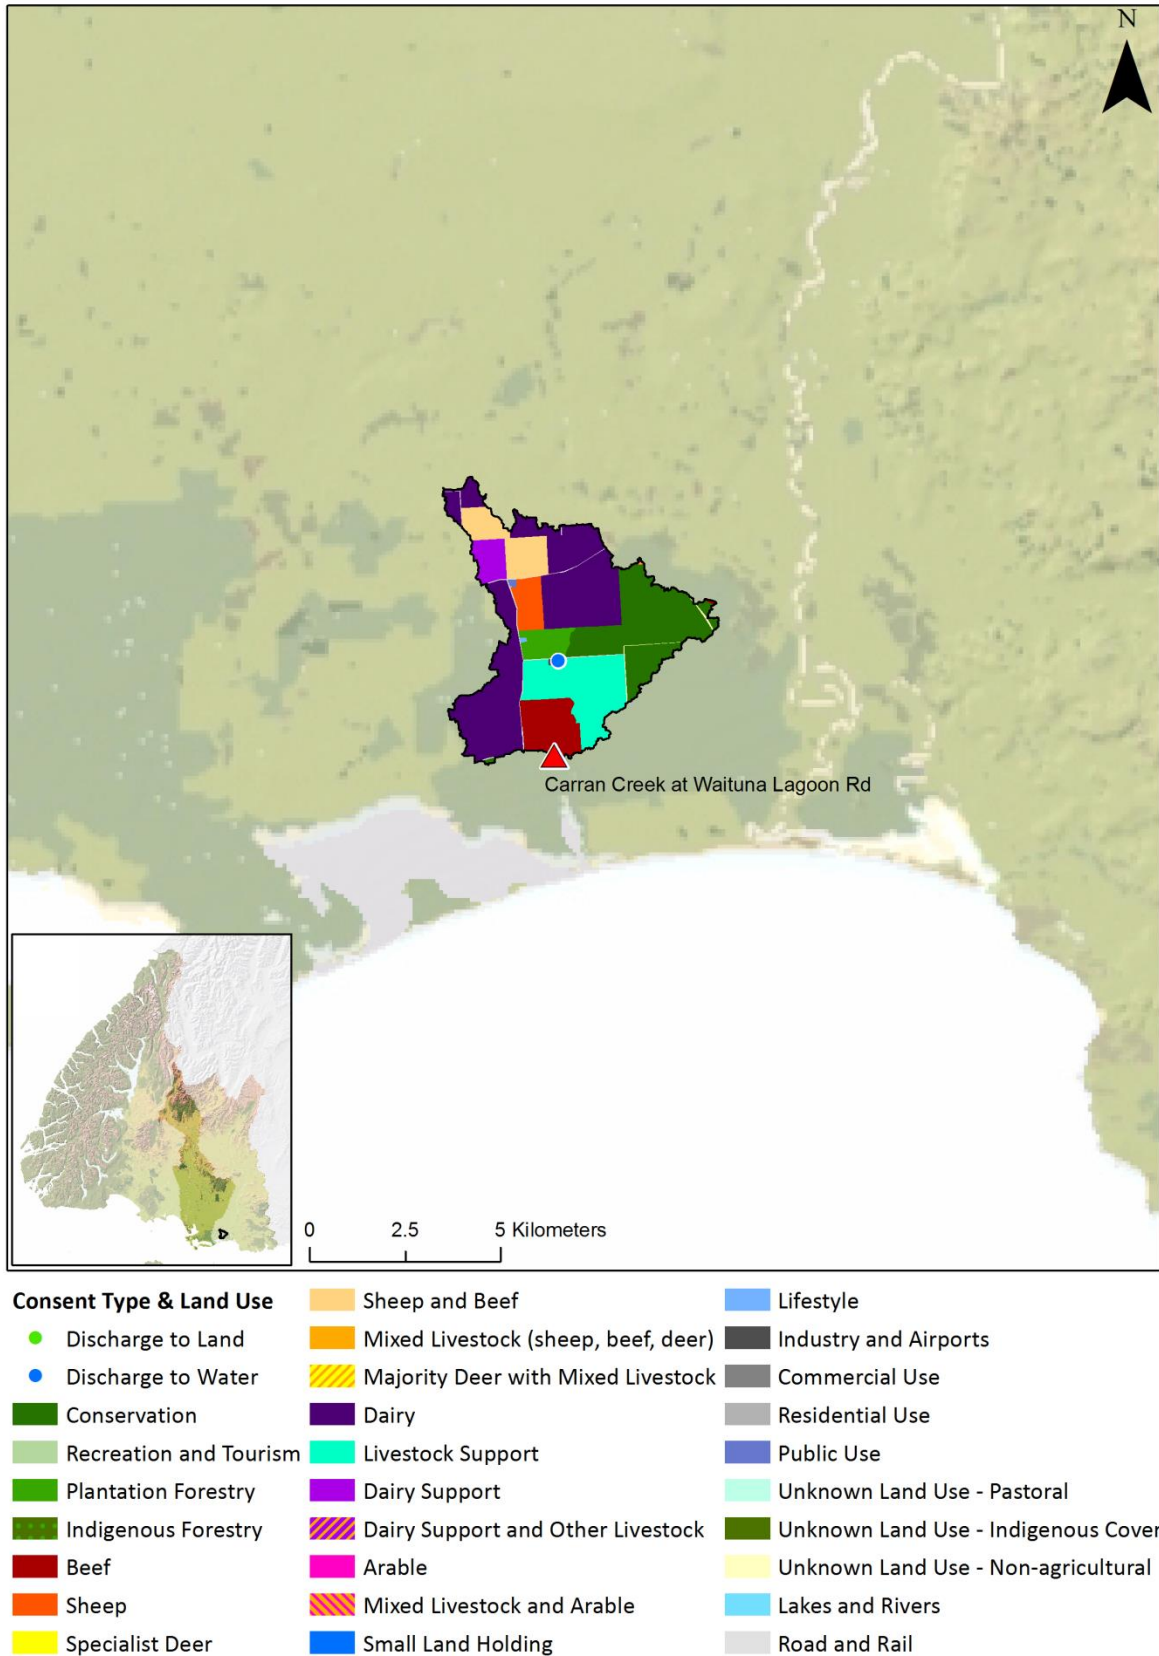 N
Carran Creek at Waituna Lagoon Rd
0 2.5 5 Kilometers
Consent Type & Land Use
Discharge to Land
Discharge to Water
Conservation
Recreation and Tourism
Plantation Forestry
Indigenous Forestry
Beef
Sheep
Specialist Deer
Sheep and Beef
Mixed Livestock (sheep, beef, deer)
Majority Deer with Mixed Livestock
Dairy
Livestock Support
Dairy Support
Dairy Support and Other Livestock
Arable
Mixed Livestock and Arable
Small Land Holding
Lifestyle
Industry and Airports
Commercial Use
Residential Use
Public Use
Unknown Land Use - Pastoral
Unknown Land Use - Indigenous Cover
Unknown Land Use - Non-agricultural
Lakes and Rivers
Road and Rail